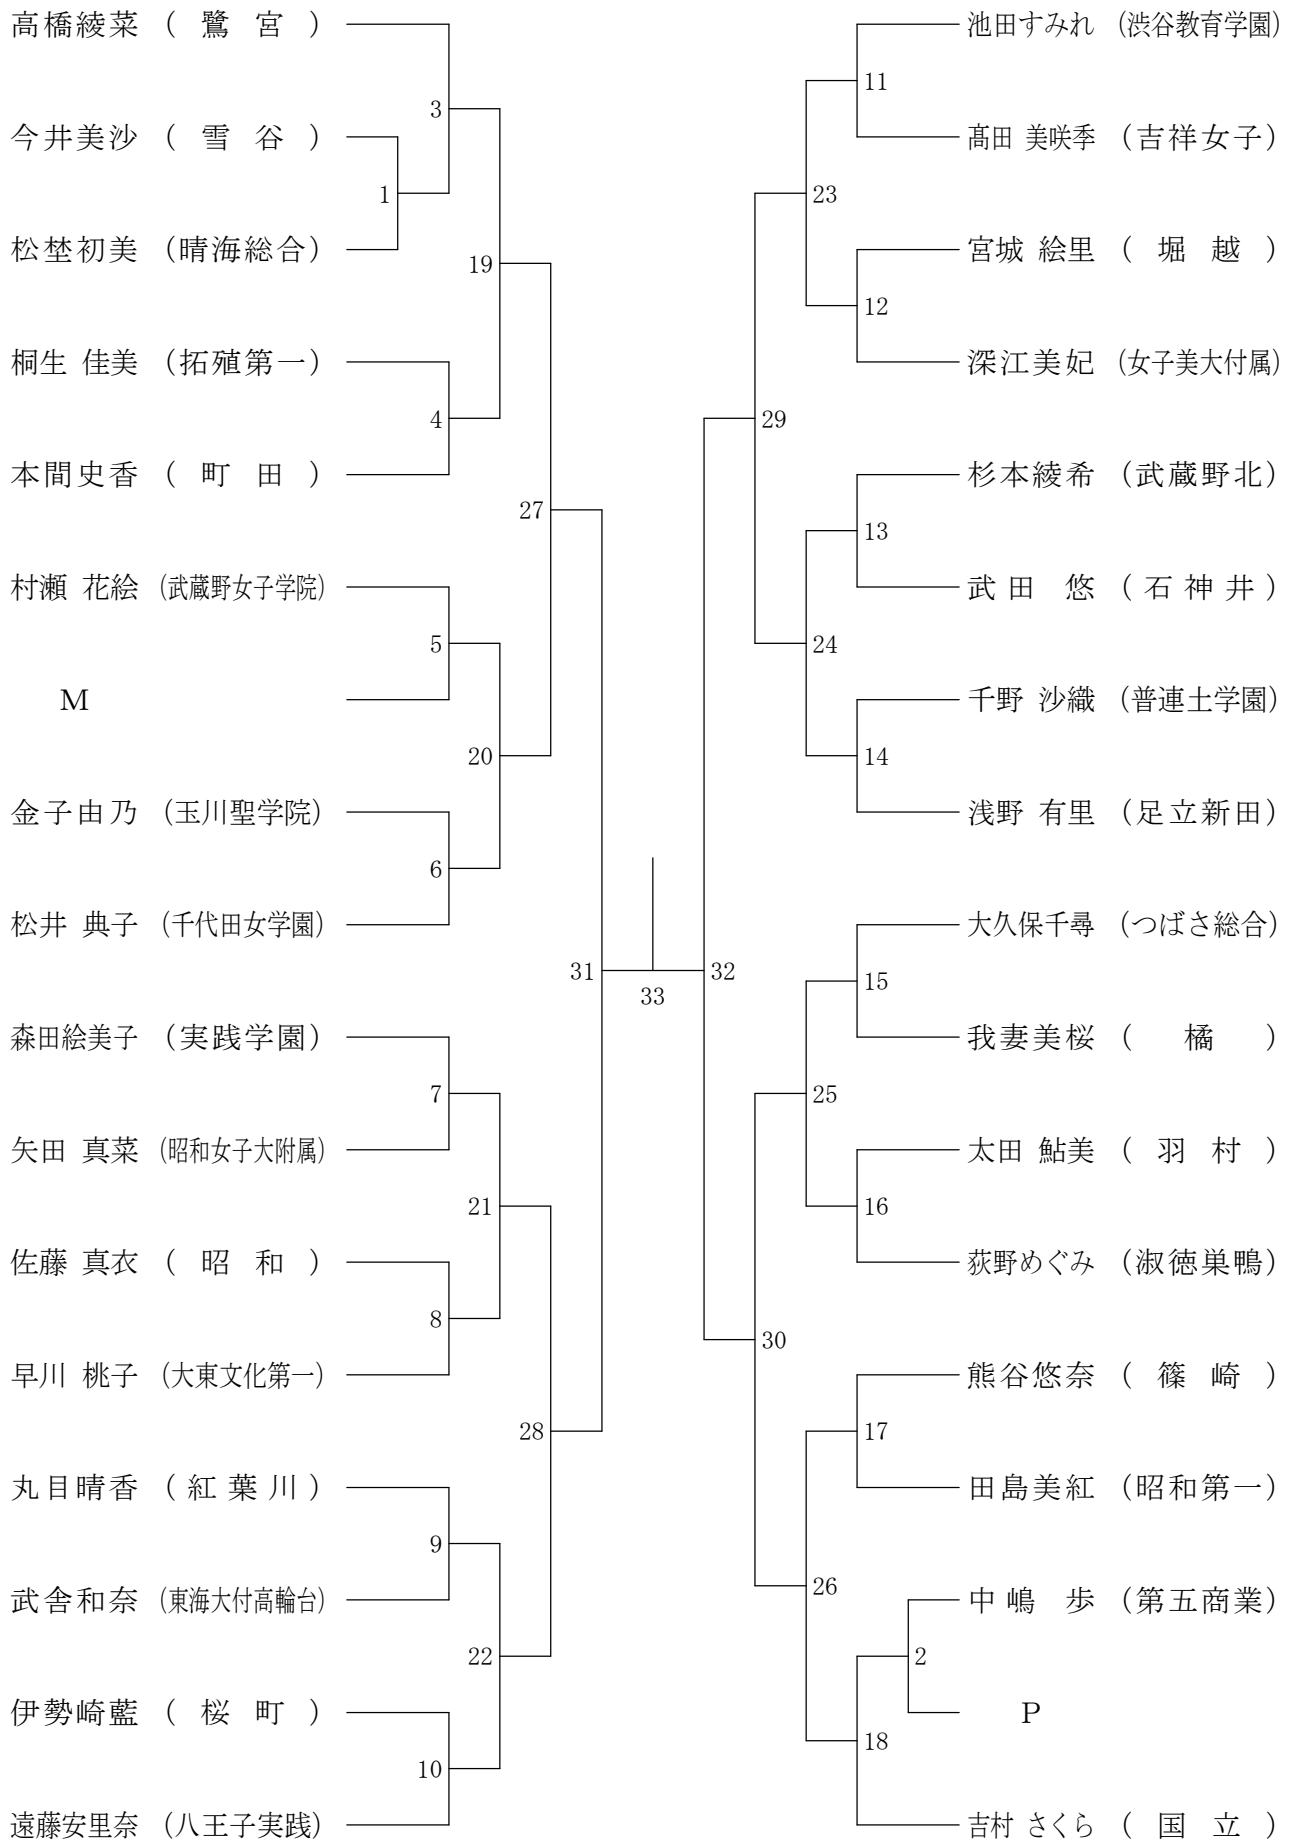 高橋綾菜 （ 鷺 宮 ）
今井美沙 （ 雪 谷 ）
松埜初美 （晴海総合）
桐生 佳美 （拓殖第一）
本間史香 （ 町 田 ）
村瀬 花絵 （武蔵野女子学院）
M
金子由乃 （玉川聖学院）
松井 典子 （千代田女学園）
森田絵美子 （実践学園）
矢田 真菜 （昭和女子大附属）
佐藤 真衣 （ 昭 和 ）
早川 桃子 （大東文化第一）
丸目晴香 （紅葉川）
武舎和奈 （東海大付高輪台）
伊勢崎藍 （ 桜 町 ）
遠藤安里奈 （八王子実践）
1
3
4
5
6
7
8
9
10
19
20
21
22
27
28
31
33
32
29
30
23
24
25
26
11
12
13
14
15
16
17
2
18
池田すみれ （渋谷教育学園）
髙田 美咲季 （吉祥女子）
宮城 絵里 （ 堀 越 ）
深江美妃 （女子美大付属）
杉本綾希 （武蔵野北）
武田 悠 （石神井）
千野 沙織 （普連土学園）
浅野 有里 （足立新田）
大久保千尋 （つばさ総合）
我妻美桜 （ 橘 ）
太田 鮎美 （ 羽 村 ）
荻野めぐみ （淑徳巣鴨）
熊谷悠奈 （ 篠 崎 ）
田島美紅 （昭和第一）
中嶋 歩 （第五商業）
P
吉村 さくら （ 国 立 ）